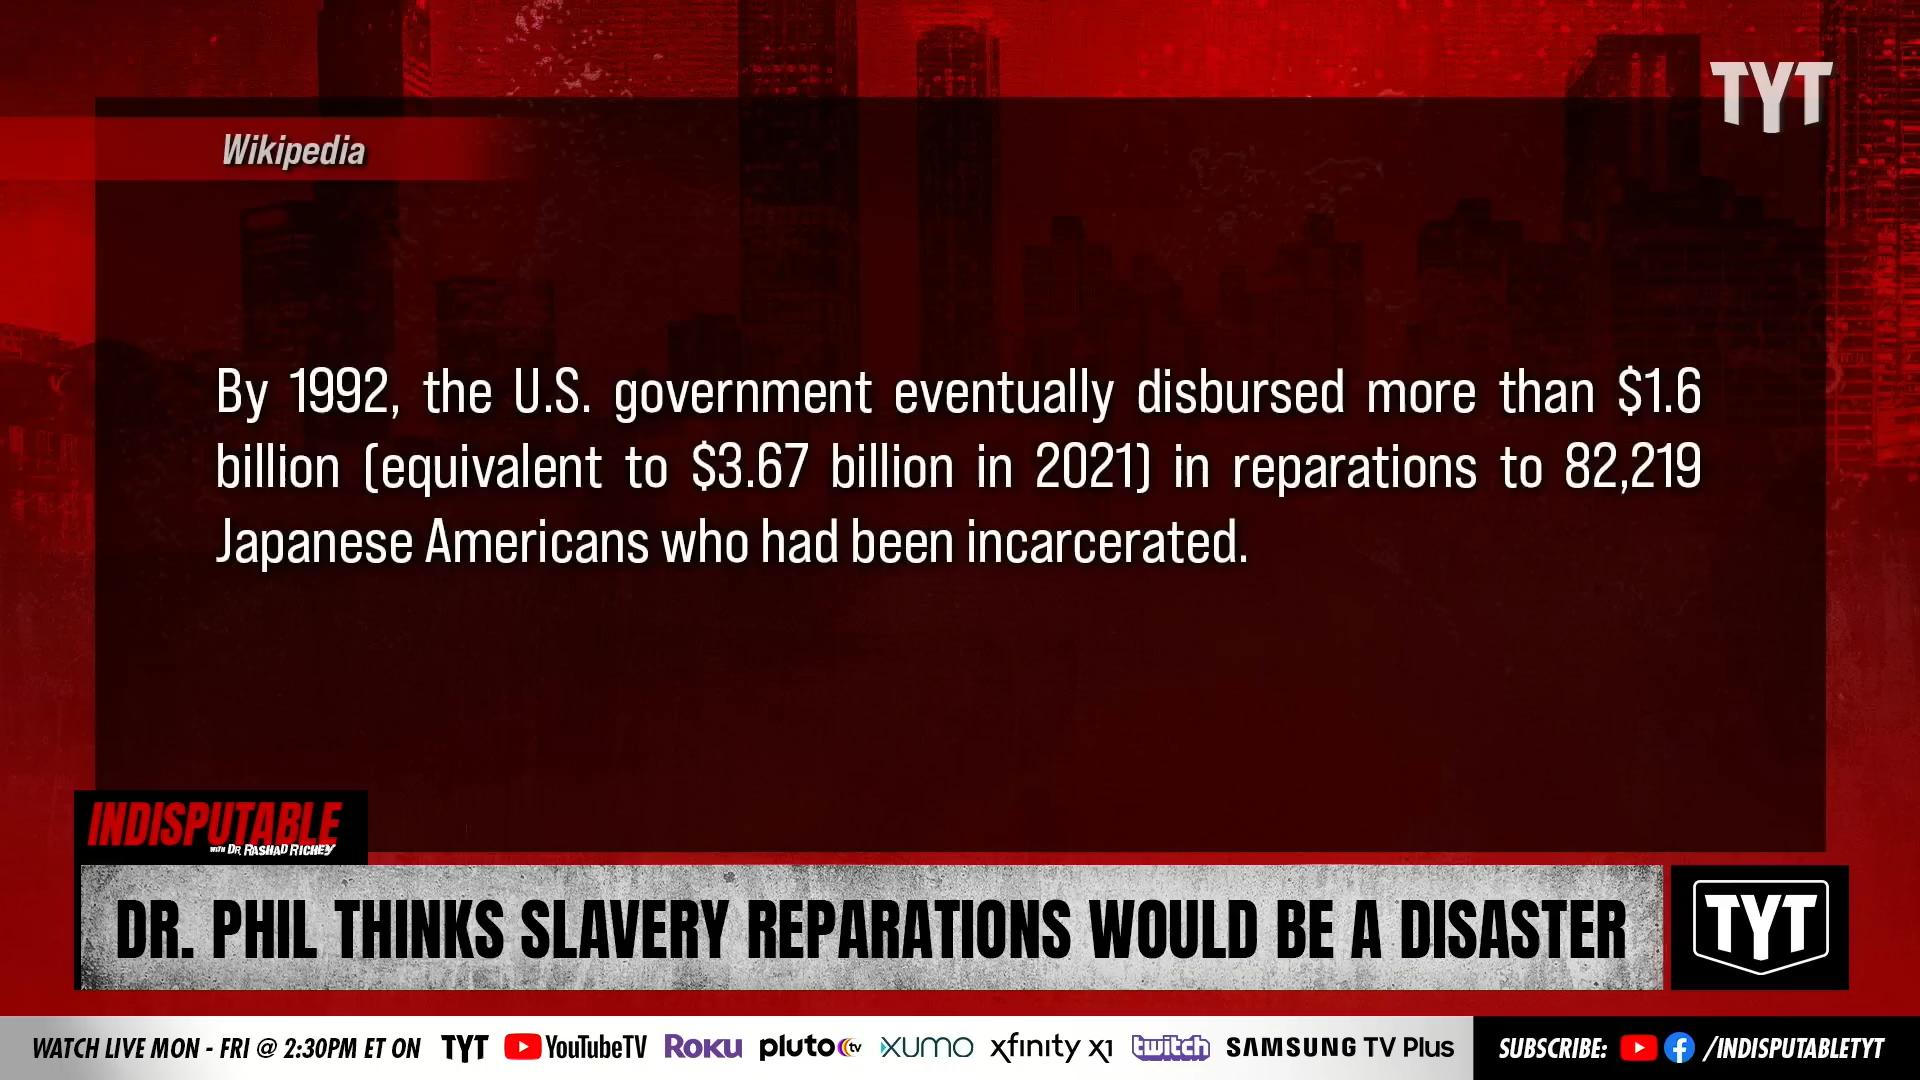 TYT
Wikipedia
By 1992, the U.S. government eventually disbursed more than $1.6
billion (equivalent to $3.67 billion in 2021) in reparations to 82,219
Japanese Americans who had been incarcerated.
INDISPUTABLE
WITH DR RASHAD RICHEY
DR. PHIL THINKS SLAVERY REPARATIONS WOULD BE A DISASTER
TYT
WATCH LIVE MON - FRI @ 2:30PM ET ON TYT YouTubeTV ROKU pluto tv XUMO xfinity x1 twitch SAMSUNG TV Plus SUBSCRIBE: /INDISPUTABLETYT